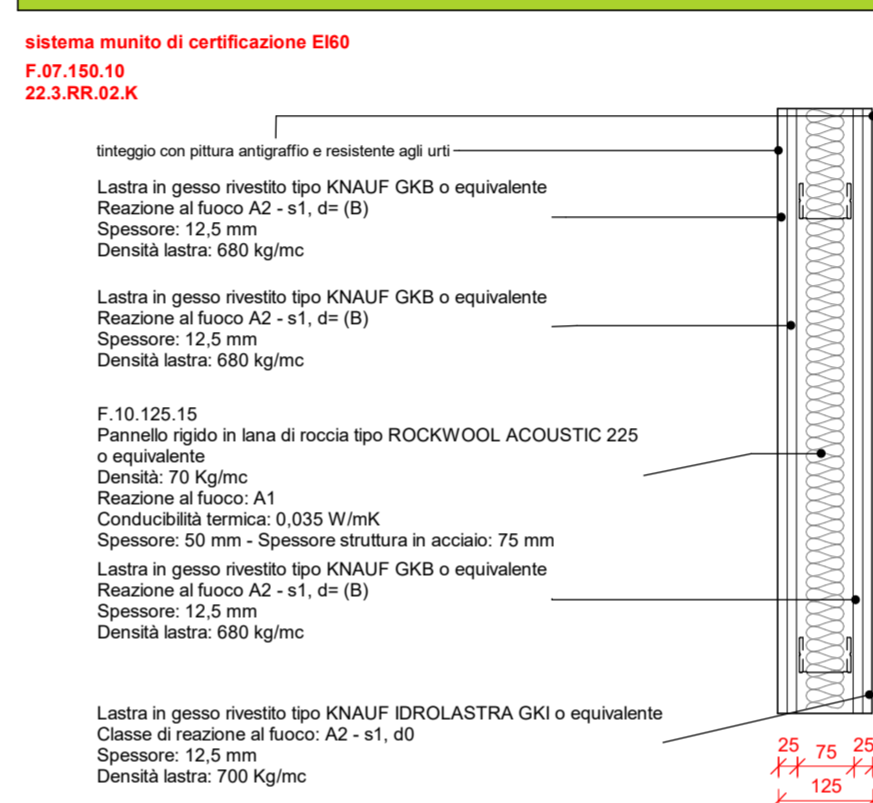 sistema munito di certificazione EI60
F.07.150.10
22.3.RR.02.K
tinteggio con pittura antigraffio e resistente agli urti
Lastra in gesso rivestito tipo KNAUF GKB o equivalente
Reazione al fuoco A2 - s1, d= (B)
Spessore: 12,5 mm
Densità lastra: 680 kg/mc
Lastra in gesso rivestito tipo KNAUF GKB o equivalente
Reazione al fuoco A2 - s1, d= (B)
Spessore: 12,5 mm
Densità lastra: 680 kg/mc
F.10.125.15
Pannello rigido in lana di roccia tipo ROCKWOOL ACOUSTIC 225
o equivalente
Densità: 70 Kg/mc
Reazione al fuoco: A1
Conducibilità termica: 0,035 W/mK
Spessore: 50 mm - Spessore struttura in acciaio: 75 mm
Lastra in gesso rivestito tipo KNAUF GKB o equivalente
Reazione al fuoco A2 - s1, d= (B)
Spessore: 12,5 mm
Densità lastra: 680 kg/mc
Lastra in gesso rivestito tipo KNAUF IDROLASTRA GKI o equivalente
Classe di reazione al fuoco: A2 - s1, d0
Spessore: 12,5 mm
Densità lastra: 700 Kg/mc
25 75 25
125